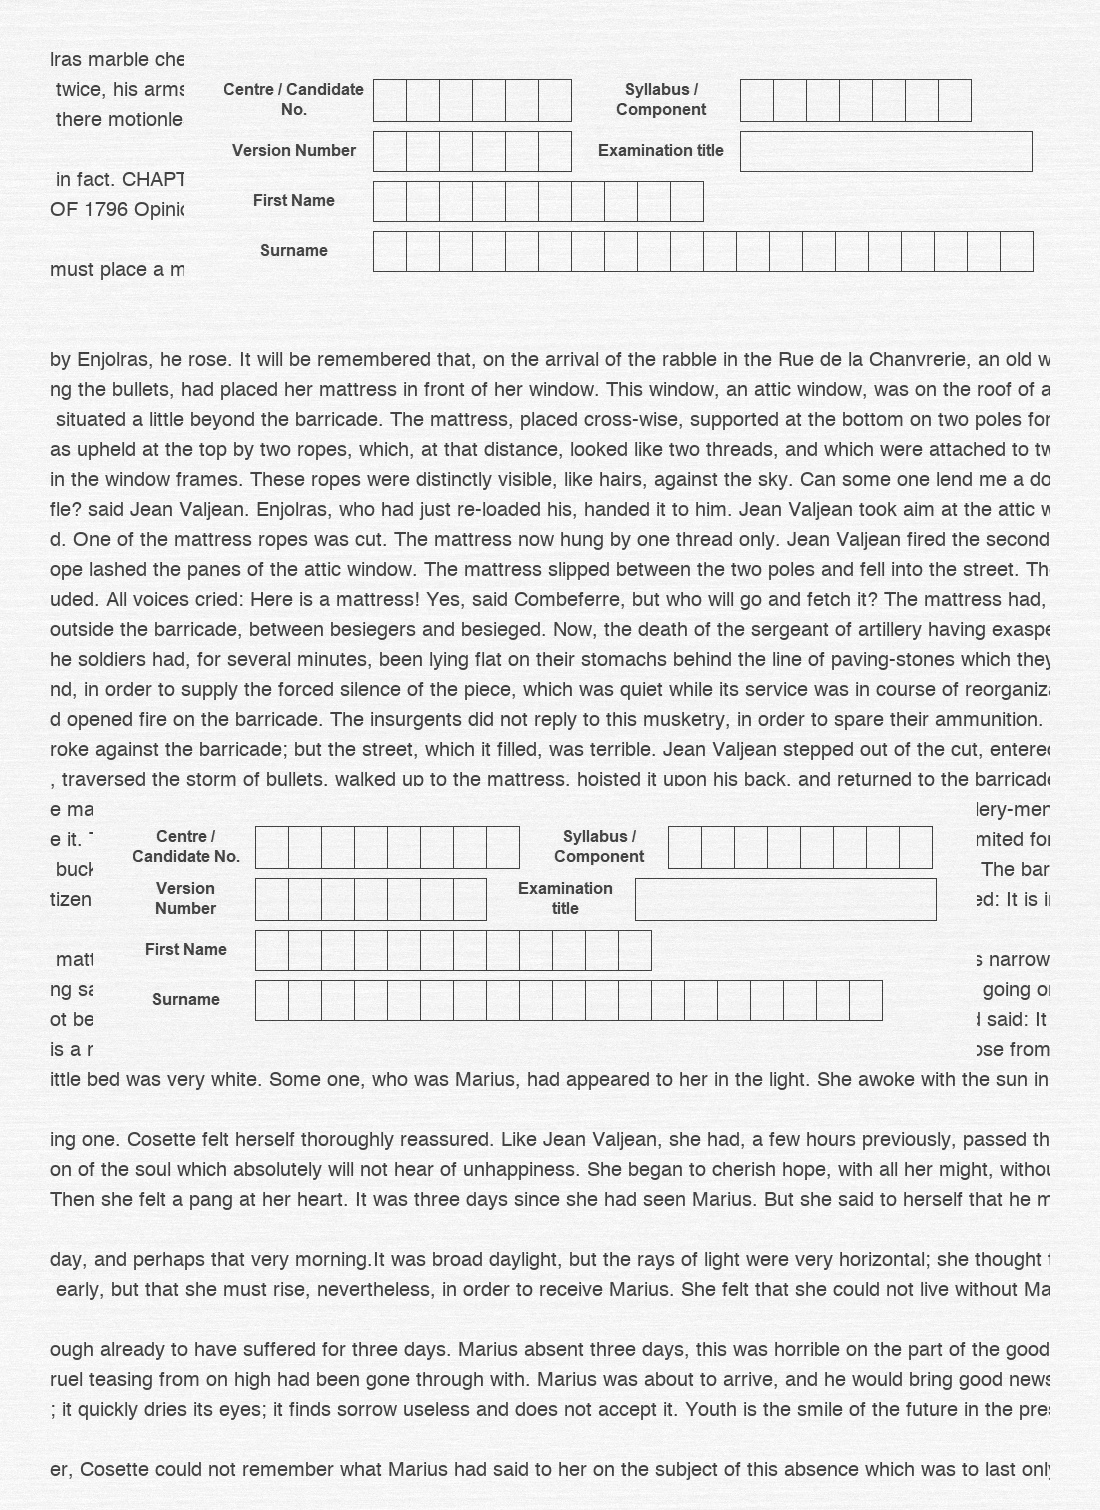 lras marble
twice, his arms
there
Centre / Candidate No.
Syllabus / Component
Version Number
Examination title
in fact.
First Name
OF 1796
Surname
must place a
by Enjolras, he rose. It will be remembered that, on the arrival of the rabble in the Rue de la Chanvrerie, an old
ng the bullets, had placed her mattress in front of her window. This window, an attic window, was on the roof of a
situated a little beyond the barricade. The mattress, placed cross-wise, supported at the bottom on two poles for
as upheld at the top by two ropes, which, at that distance, looked like two threads, and which were attached to
in the window frames. These ropes were distinctly visible, like hairs, against the sky. Can some one lend me a do
fle? said Jean Valjean. Enjolras, who had just re-loaded his, handed it to him. Jean Valjean took aim at the attic
d. One of the mattress ropes was cut. The mattress now hung by one thread only. Jean Valjean fired the second
ope lashed the panes of the attic window. The mattress slipped between the two poles and fell into the street. Th
uded. All voices cried: Here is a mattress! Yes, said Combeferre, but who will go and fetch it? The mattress had,
outside the barricade, between besiegers and besieged. Now, the death of the sergeant of artillery having exaspe
he soldiers had, for several minutes, been lying flat on their stomachs behind the line of paving-stones which they
nd, in order to supply the forced silence of the piece, which was quiet while its service was in course of reorganiz
d opened fire on the barricade. The insurgents did not reply to this musketry, in order to spare their ammunition.
roke against the barricade; but the street, which it filled, was terrible. Jean Valjean stepped out of the cut, entered
, traversed the storm of bullets, walked up to the mattress, hoisted it upon his back, and returned to the barricade
e ma lery-men
e it. mited for
Centre / Candidate No.
Syllabus / Component
buck The bar
Version Number
Examination title
tizen ed: It is
First Name
matt narrow
ng going
Surname
ot be said: It
is a ose from
ittle bed was very white. Some one, who was Marius, had appeared to her in the light. She awoke with the sun in
ing one. Cosette felt herself thoroughly reassured. Like Jean Valjean, she had, a few hours previously, passed th
on of the soul which absolutely will not hear of unhappiness. She began to cherish hope, with all her might, withou
Then she felt a pang at her heart. It was three days since she had seen Marius. But she said to herself that he m
day, and perhaps that very morning.It was broad daylight, but the rays of light were very horizontal; she thought
early, but that she must rise, nevertheless, in order to receive Marius. She felt that she could not live without Ma
ough already to have suffered for three days. Marius absent three days, this was horrible on the part of the good
ruel teasing from on high had been gone through with. Marius was about to arrive, and he would bring good news
; it quickly dries its eyes; it finds sorrow useless and does not accept it. Youth is the smile of the future in the pre
er, Cosette could not remember what Marius had said to her on the subject of this absence which was to last only